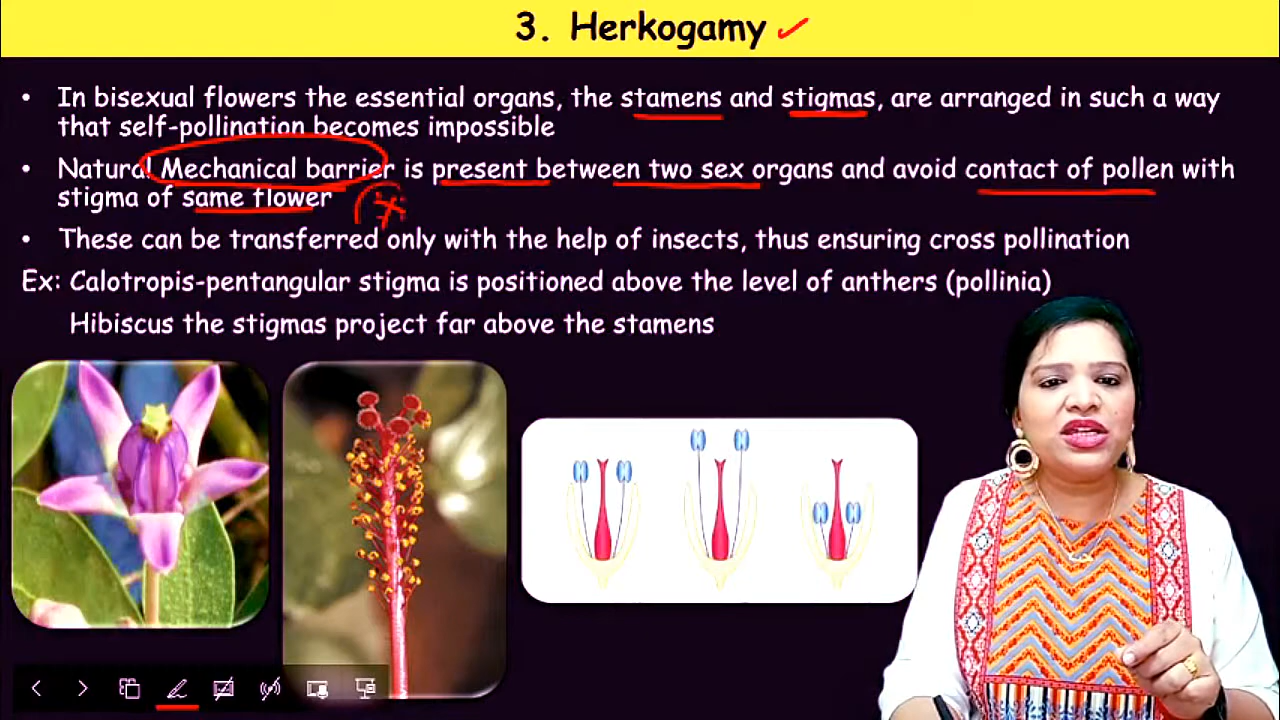 3. Herkogamy
• In bisexual flowers the essential organs, the stamens and stigmas, are arranged in such a way
that self-pollination becomes impossible
• Natural Mechanical barrier is present between two sex organs and avoid contact of pollen with
stigma of same flower
• These can be transferred only with the help of insects, thus ensuring cross pollination
Ex: Calotropis-pentangular stigma is positioned above the level of anthers (pollinia)
Hibiscus the stigmas project far above the stamens